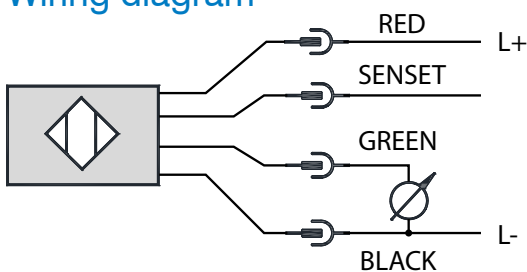 Wiring diagram
RED
L+
SENSET
GREEN
L-
BLACK